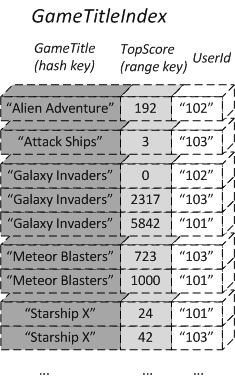 GameTitleIndex
GameTitle TopScore UserId
(hash key) (range key)
“Alien Adventure” 192 “102”
“Attack Ships” 3 “103”
“Galaxy Invaders” 0 “102”
“Galaxy Invaders” 2317 “103”
“Galaxy Invaders” 5842 “101”
“Meteor Blasters” 723 “103”
“Meteor Blasters” 1000 “101”
“Starship X” 24 “101”
“Starship X” 42 “103”
... ... ...